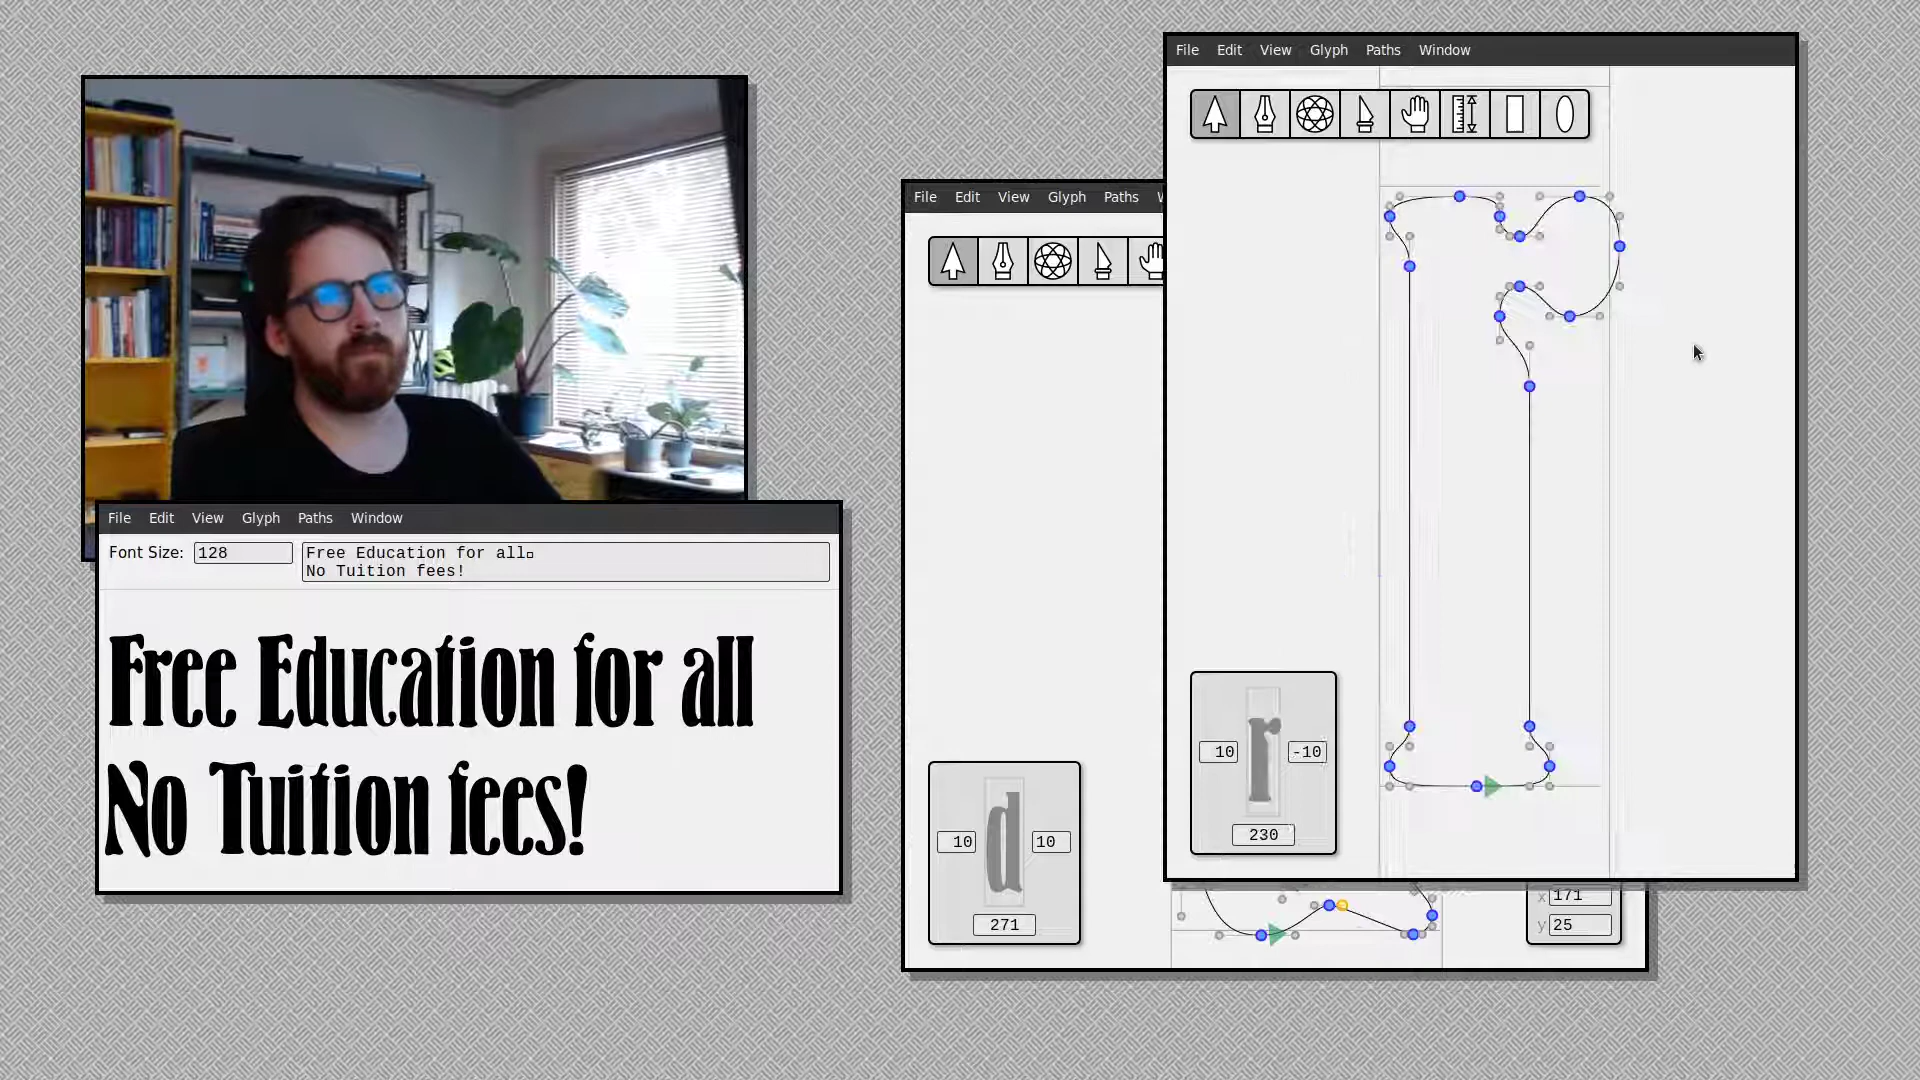 File Edit View Glyph Paths Window
File Edit View Glyph Paths
10
r
-10
230
File Edit View Glyph Paths Window
Font Size: 128
Free Education for all
No Tuition fees!
Free Education for all
No Tuition fees!
10
d
10
271
x 171
y 25